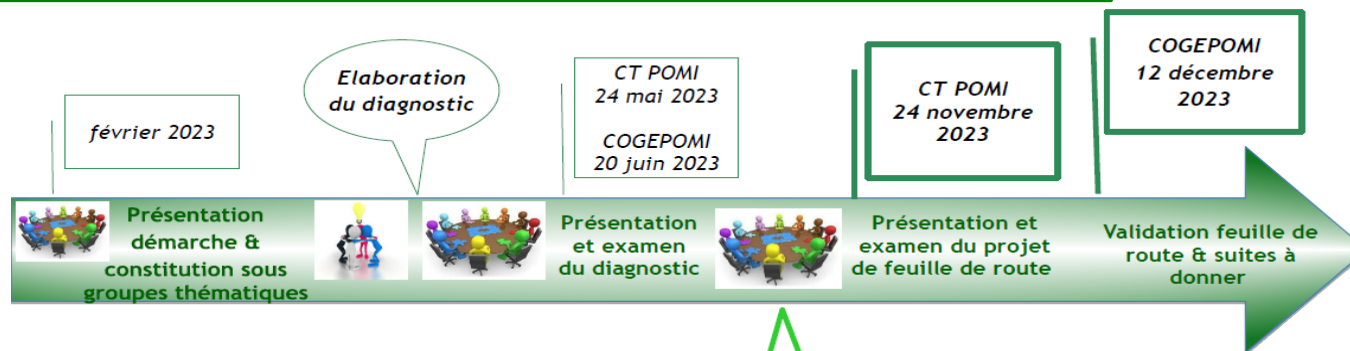 février 2023
Elaboration
du diagnostic
CT POMI
24 mai 2023
COGEPOMI
20 juin 2023
CT POMI
24 novembre
2023
COGEPOMI
12 décembre
2023
Présentation
démarche &
constitution sous
groupes thématiques
Présentation
et examen
du diagnostic
Présentation et
examen du projet
de feuille de route
Validation feuille de
route & suites à
donner